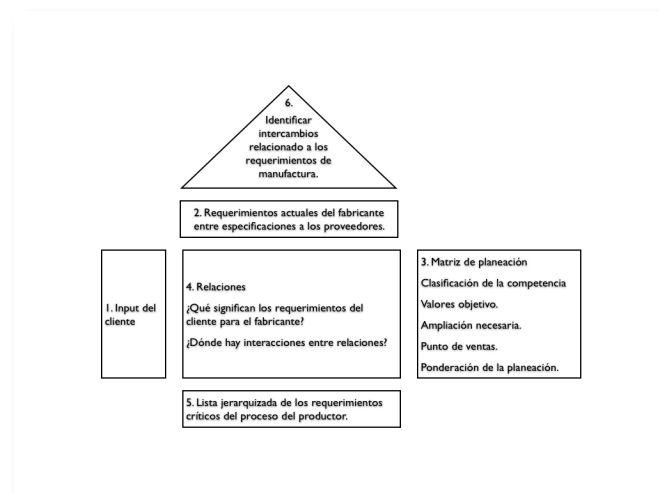 6.
Identificar
intercambios
relacionado a los
requerimientos de
manufactura.
2. Requerimientos actuales del fabricante
entre especificaciones a los proveedores.
1. Input del
cliente
4. Relaciones
¿Qué significan los requerimientos del
cliente para el fabricante?
¿Dónde hay interacciones entre relaciones?
3. Matriz de planeación
Clasificación de la competencia
Valores objetivo.
Ampliación necesaria.
Punto de ventas.
Ponderación de la planeación.
5. Lista jerarquizada de los requerimientos
críticos del proceso del productor.